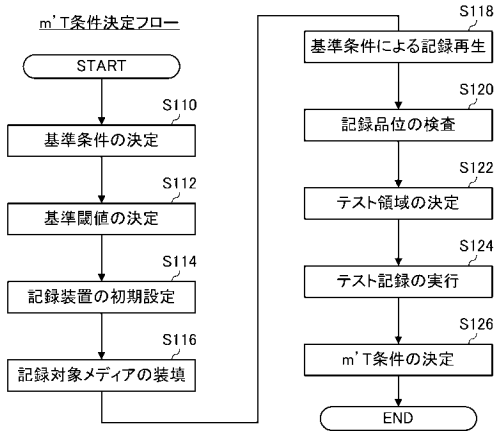 m'T条件決定フロー
START
S110
基準条件の決定
S112
基準閾値の決定
S114
記録装置の初期設定
S116
記録対象メディアの装填
S118
基準条件による記録再生
S120
記録品位の検査
S122
テスト領域の決定
S124
テスト記録の実行
S126
m'T条件の決定
END